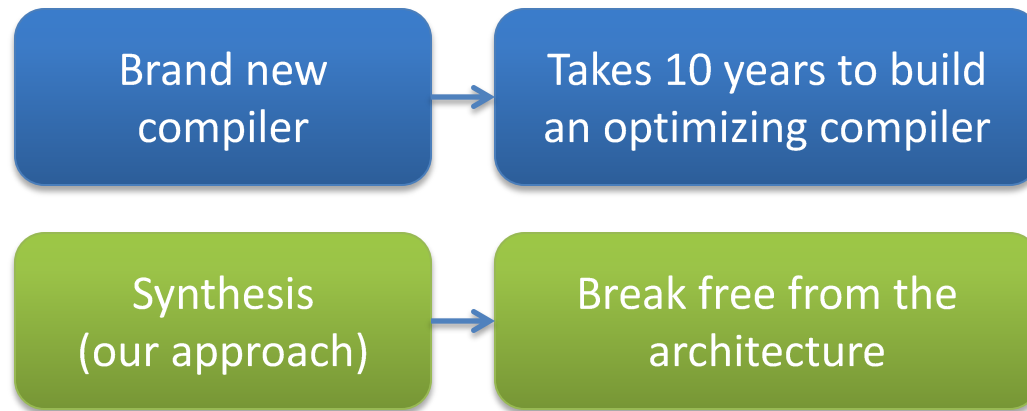 Brand new
compiler
Takes 10 years to build
an optimizing compiler
Synthesis
(our approach)
Break free from the
architecture